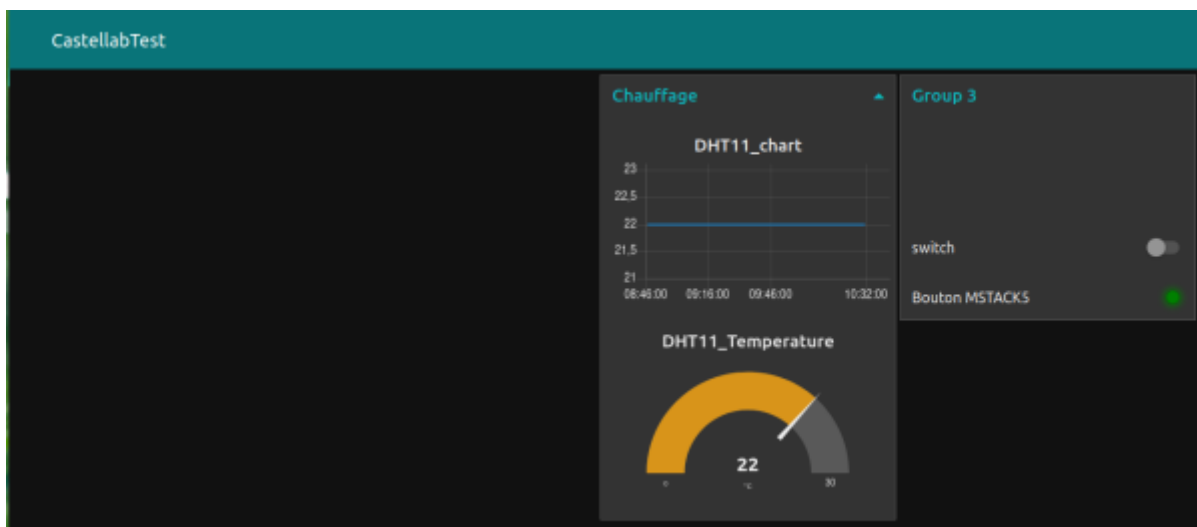 CastellabTest
Chauffage
DHT11_chart
23
22,5
22
21,5
21
08:46:00 09:16:00 09:46:00 10:32:00
DHT11_Temperature
22
0 °C 30
Group 3
switch
Bouton MSTACK5